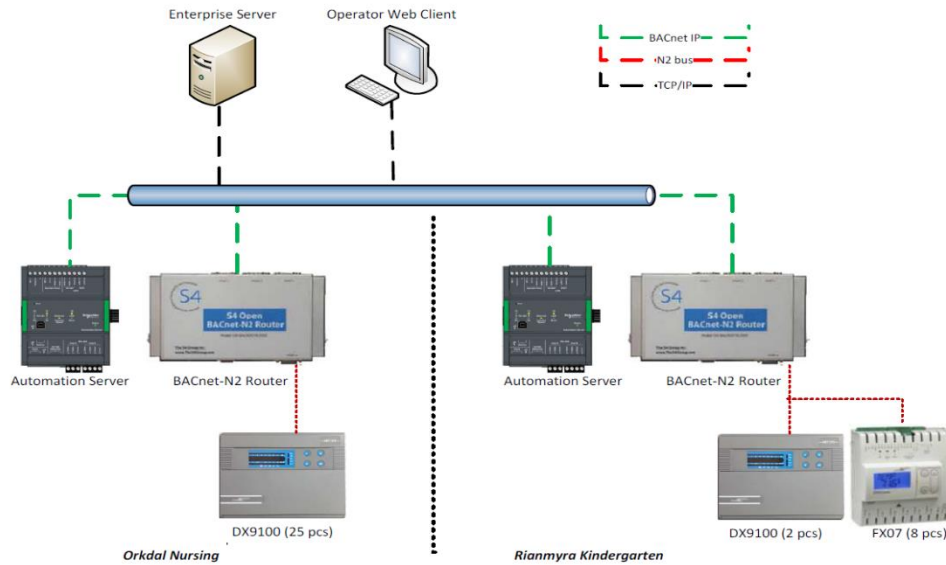 Enterprise Server
Operator Web Client
BACnet IP
N2 bus
TCP/IP
S4
S4 Open
BACnet-N2 Router
Automation Server
BACnet-N2 Router
S4
S4 Open
BACnet-N2 Router
Automation Server
BACnet-N2 Router
DX9100 (25 pcs)
DX9100 (2 pcs)
FX07 (8 pcs)
Orkdal Nursing
Rianmyra Kindergarten